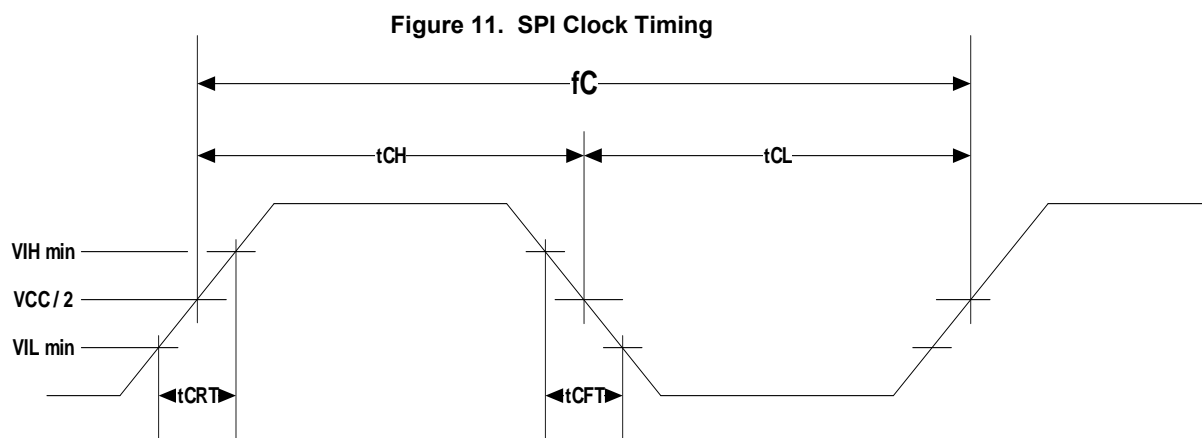 Figure 11. SPI Clock Timing
fC
tCH
tCL
VIH min
VCC / 2
VIL min
tCRT
tCFT